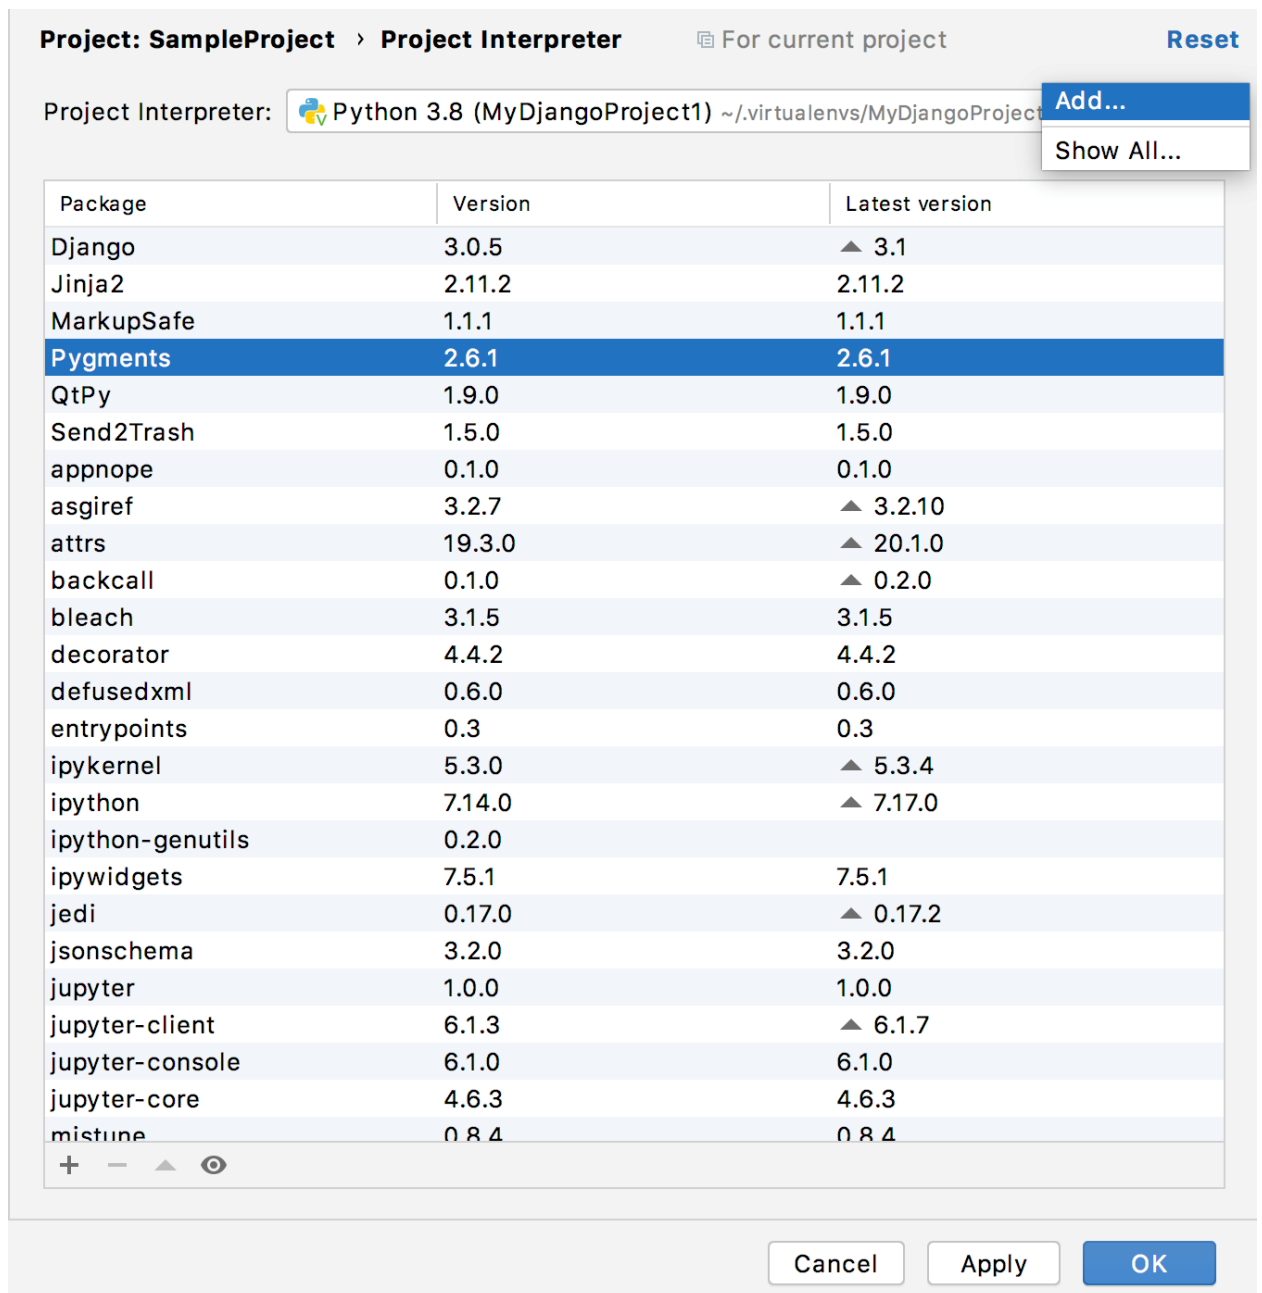 Project: SampleProject › Project Interpreter For current project Reset
Project Interpreter: Python 3.8 (MyDjangoProject1) ~/.virtualenvs/MyDjangoProject
Add...
Show All...
Package Version Latest version
Django 3.0.5 3.1
Jinja2 2.11.2 2.11.2
MarkupSafe 1.1.1 1.1.1
Pygments 2.6.1 2.6.1
QtPy 1.9.0 1.9.0
Send2Trash 1.5.0 1.5.0
appnope 0.1.0 0.1.0
asgiref 3.2.7 3.2.10
attrs 19.3.0 20.1.0
backcall 0.1.0 0.2.0
bleach 3.1.5 3.1.5
decorator 4.4.2 4.4.2
defusedxml 0.6.0 0.6.0
entrypoints 0.3 0.3
ipykernel 5.3.0 5.3.4
ipython 7.14.0 7.17.0
ipython-genutils 0.2.0
ipywidgets 7.5.1 7.5.1
jedi 0.17.0 0.17.2
jsonschema 3.2.0 3.2.0
jupyter 1.0.0 1.0.0
jupyter-client 6.1.3 6.1.7
jupyter-console 6.1.0 6.1.0
jupyter-core 4.6.3 4.6.3
mistune 0.8.4 0.8.4
Cancel Apply OK